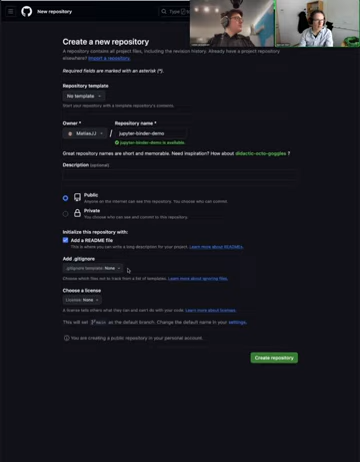 New repository
Type
Create a new repository
A repository contains all project files, including the revision history. Already have a project repository
elsewhere? Import a repository.
Required fields are marked with an asterisk (*).
Repository template
No template
Start your repository with a template repository's contents.
Owner * Repository name *
MatiasJJ / jupyter-binder-demo
jupyter-binder-demo is available.
Great repository names are short and memorable. Need inspiration? How about didactic-octo-goggles ?
Description (optional)
Public
Anyone on the internet can see this repository. You choose who can commit.
Private
You choose who can see and commit to this repository.
Initialize this repository with:
Add a README file
This is where you can write a long description for your project. Learn more about READMEs.
Add .gitignore
.gitignore template: None
Choose which files not to track from a list of templates. Learn more about ignoring files.
Choose a license
License: None
A license tells others what they can and can't do with your code. Learn more about licenses.
This will set main as the default branch. Change the default name in your settings.
You are creating a public repository in your personal account.
Create repository